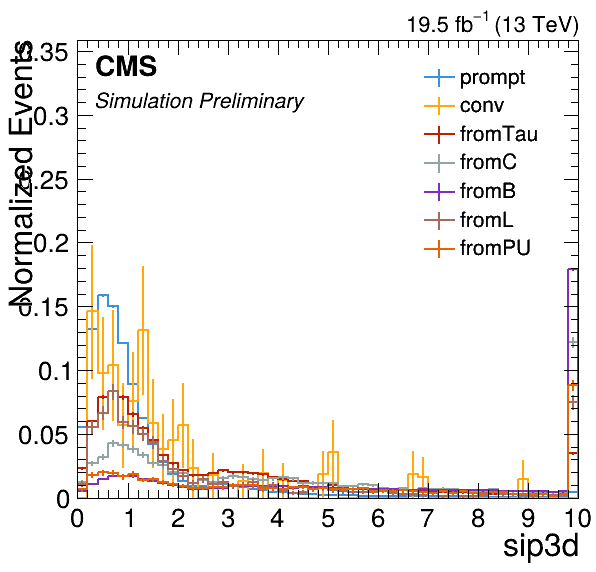 19.5 fb⁻¹ (13 TeV)
CMS
Simulation Preliminary
prompt
conv
fromTau
fromC
fromB
fromL
fromPU
Normalized Events
0.35
0.3
0.25
0.2
0.15
0.1
0.05
0
0 1 2 3 4 5 6 7 8 9 10
sip3d